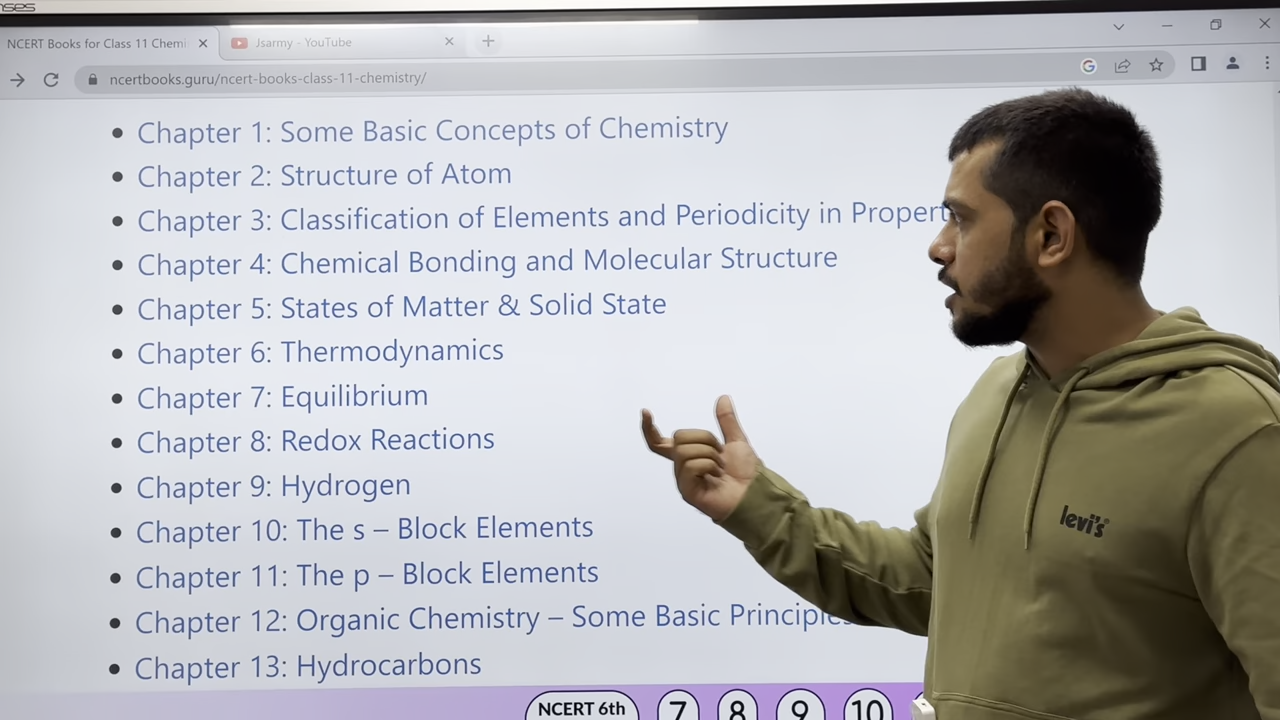 NCERT Books for Class 11 Chemi
Jsarmy - YouTube
ncertbooks.guru/ncert-books-class-11-chemistry/
• Chapter 1: Some Basic Concepts of Chemistry
• Chapter 2: Structure of Atom
• Chapter 3: Classification of Elements and Periodicity in Propert
• Chapter 4: Chemical Bonding and Molecular Structure
• Chapter 5: States of Matter & Solid State
• Chapter 6: Thermodynamics
• Chapter 7: Equilibrium
• Chapter 8: Redox Reactions
• Chapter 9: Hydrogen
• Chapter 10: The s – Block Elements
• Chapter 11: The p – Block Elements
• Chapter 12: Organic Chemistry – Some Basic Principles
• Chapter 13: Hydrocarbons
levi's
NCERT 6th 7 8 9 10